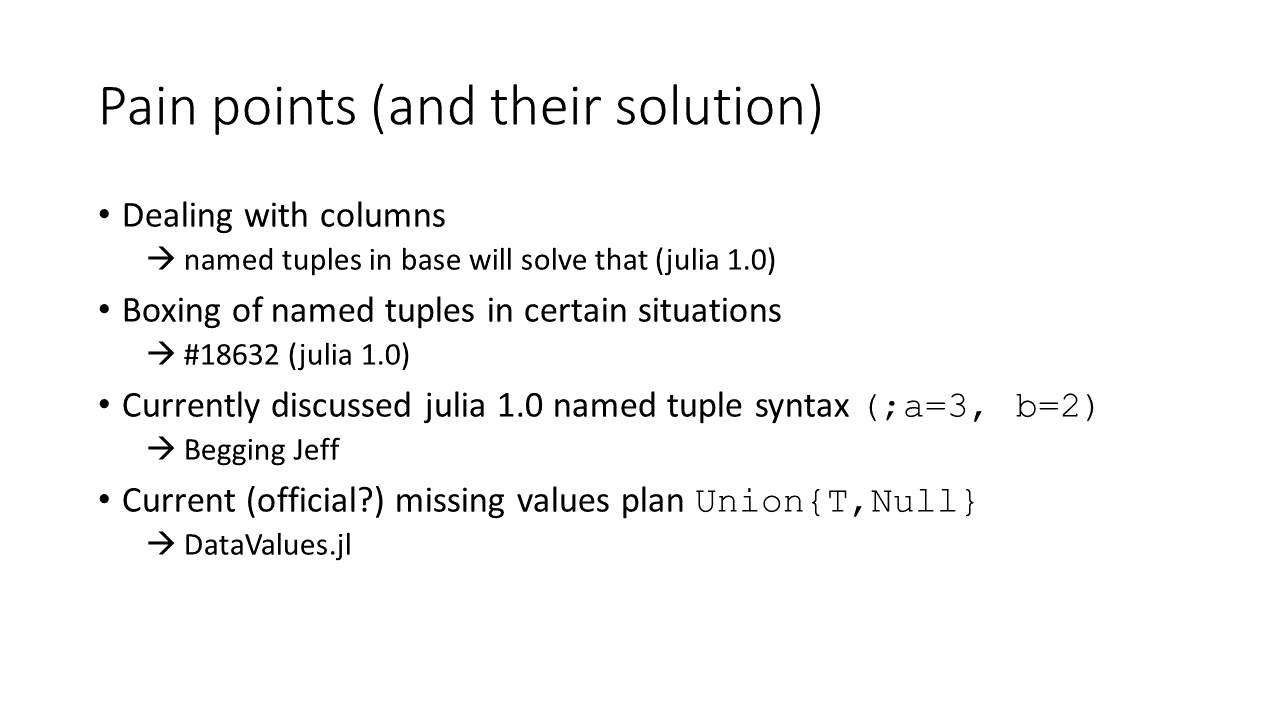 Pain points (and their solution)
• Dealing with columns
→ named tuples in base will solve that (julia 1.0)
• Boxing of named tuples in certain situations
→ #18632 (julia 1.0)
• Currently discussed julia 1.0 named tuple syntax (;a=3, b=2)
→ Begging Jeff
• Current (official?) missing values plan Union{T,Null}
→ DataValues.jl